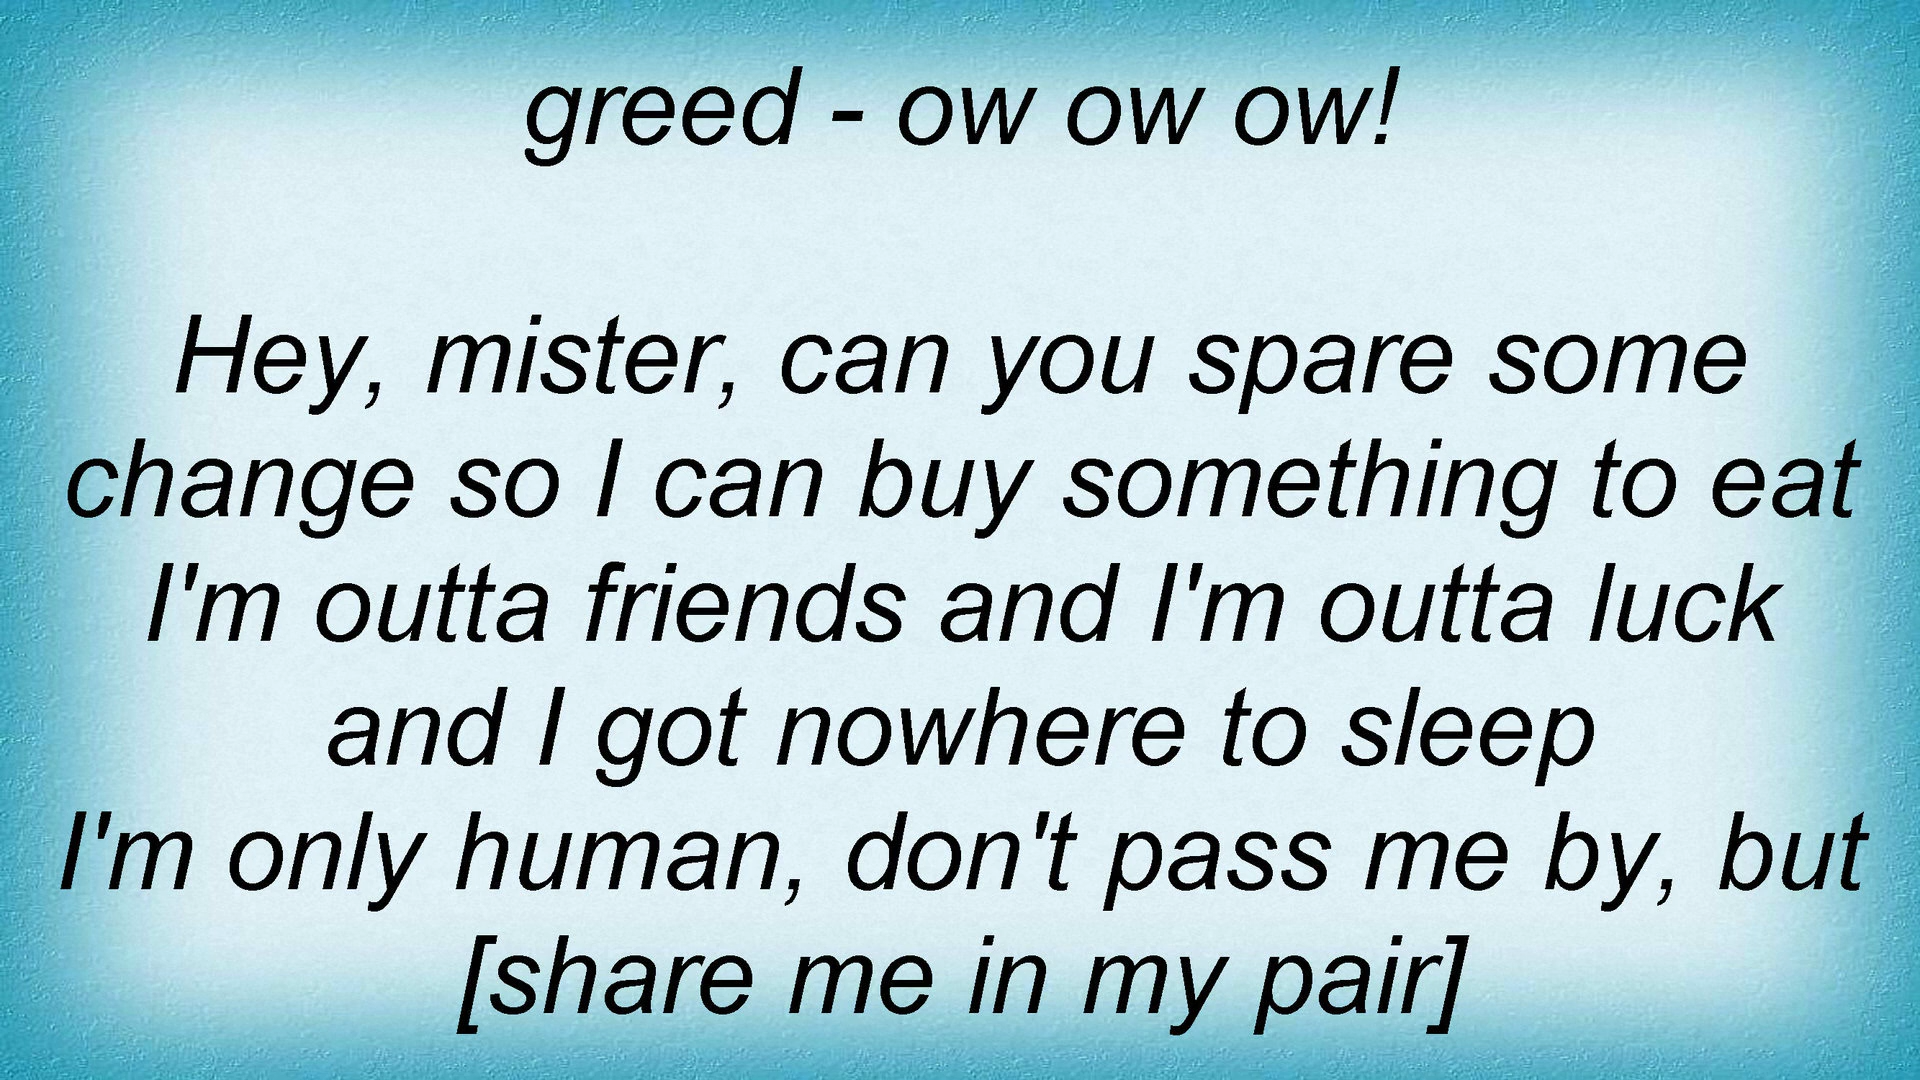 greed - ow ow ow!
Hey, mister, can you spare some
change so I can buy something to eat
I'm outta friends and I'm outta luck
and I got nowhere to sleep
I'm only human, don't pass me by, but
[share me in my pair]